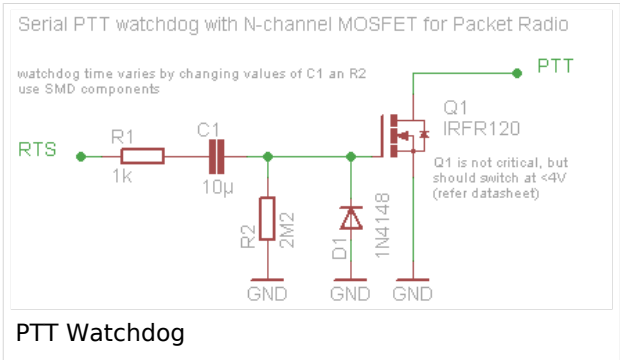 Serial PTT watchdog with N-channel MOSFET for Packet Radio
watchdog time varies by changing values of C1 an R2
use SMD components
PTT
Q1
IRFR120
Q1 is not critical, but
should switch at <4V
(refer datasheet)
RTS
R1
1k
C1
10µ
R2
2M2
D1
1N4148
GND
GND
GND
PTT Watchdog